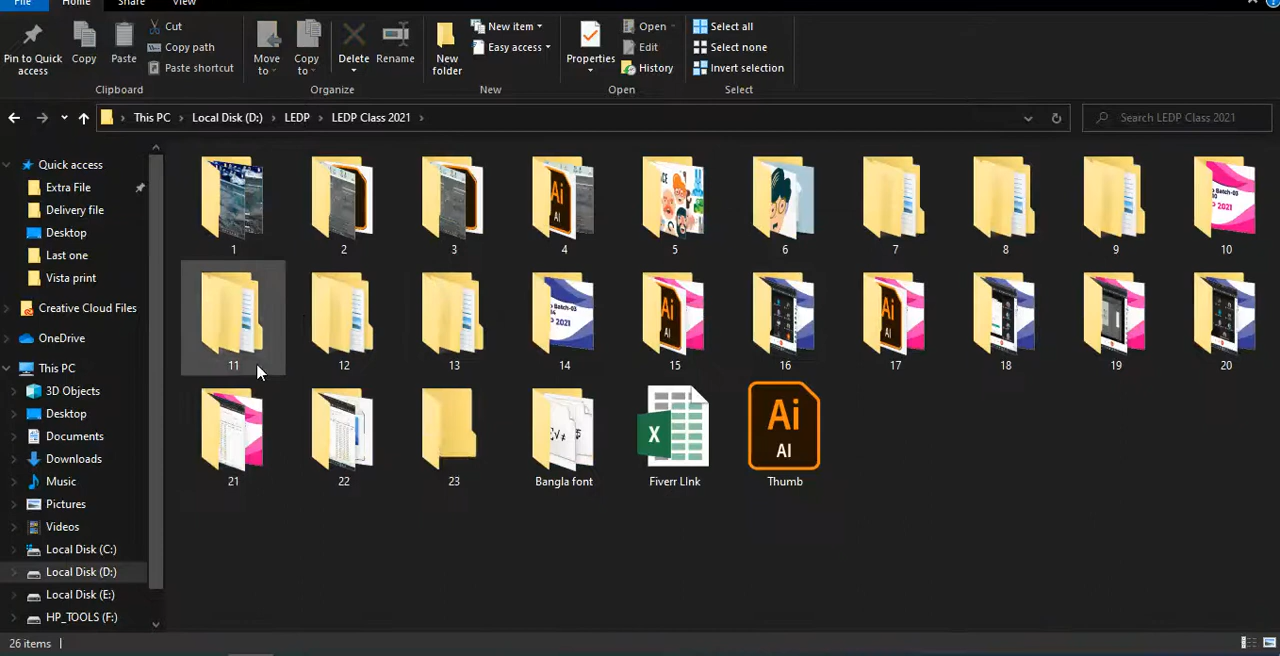 File Home Share View
Pin to Quick access
Copy
Paste
Cut
Copy path
Paste shortcut
Clipboard
Move to
Copy to
Delete
Rename
Organize
New folder
New item
Easy access
New
Properties
Open
Edit
History
Open
Select all
Select none
Invert selection
Select
This PC > Local Disk (D:) > LEDP > LEDP Class 2021 >
Search LEDP Class 2021
Quick access
Extra File
Delivery file
Desktop
Last one
Vista print
Creative Cloud Files
OneDrive
This PC
3D Objects
Desktop
Documents
Downloads
Music
Pictures
Videos
Local Disk (C:)
Local Disk (D:)
Local Disk (E:)
HP_TOOLS (F:)
1 2 3 4 5 6 7 8 9 10
11 12 13 14 15 16 17 18 19 20
21 22 23 Bangla font Fiverr LInk Thumb
Ai
AI
X
26 items